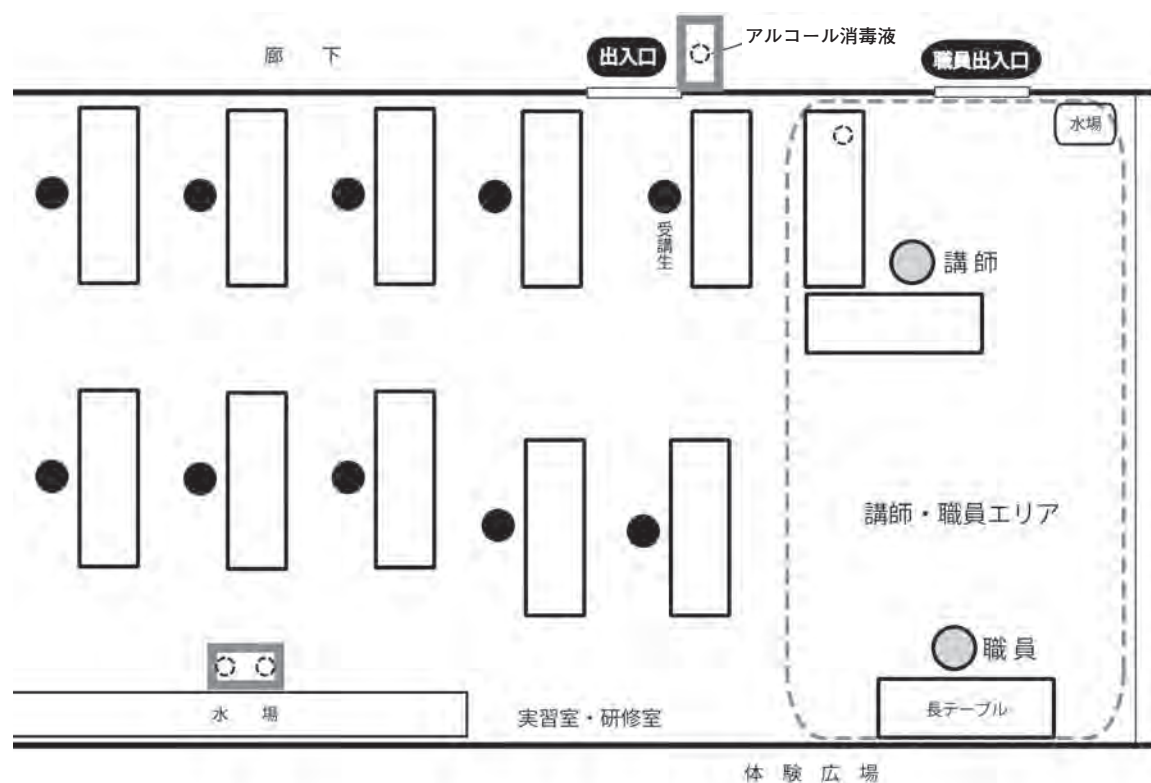 廊下
出入口
アルコール消毒液
職員出入口
水場
受講生
講師
講師・職員エリア
職員
水場
実習室・研修室
長テーブル
体験広場